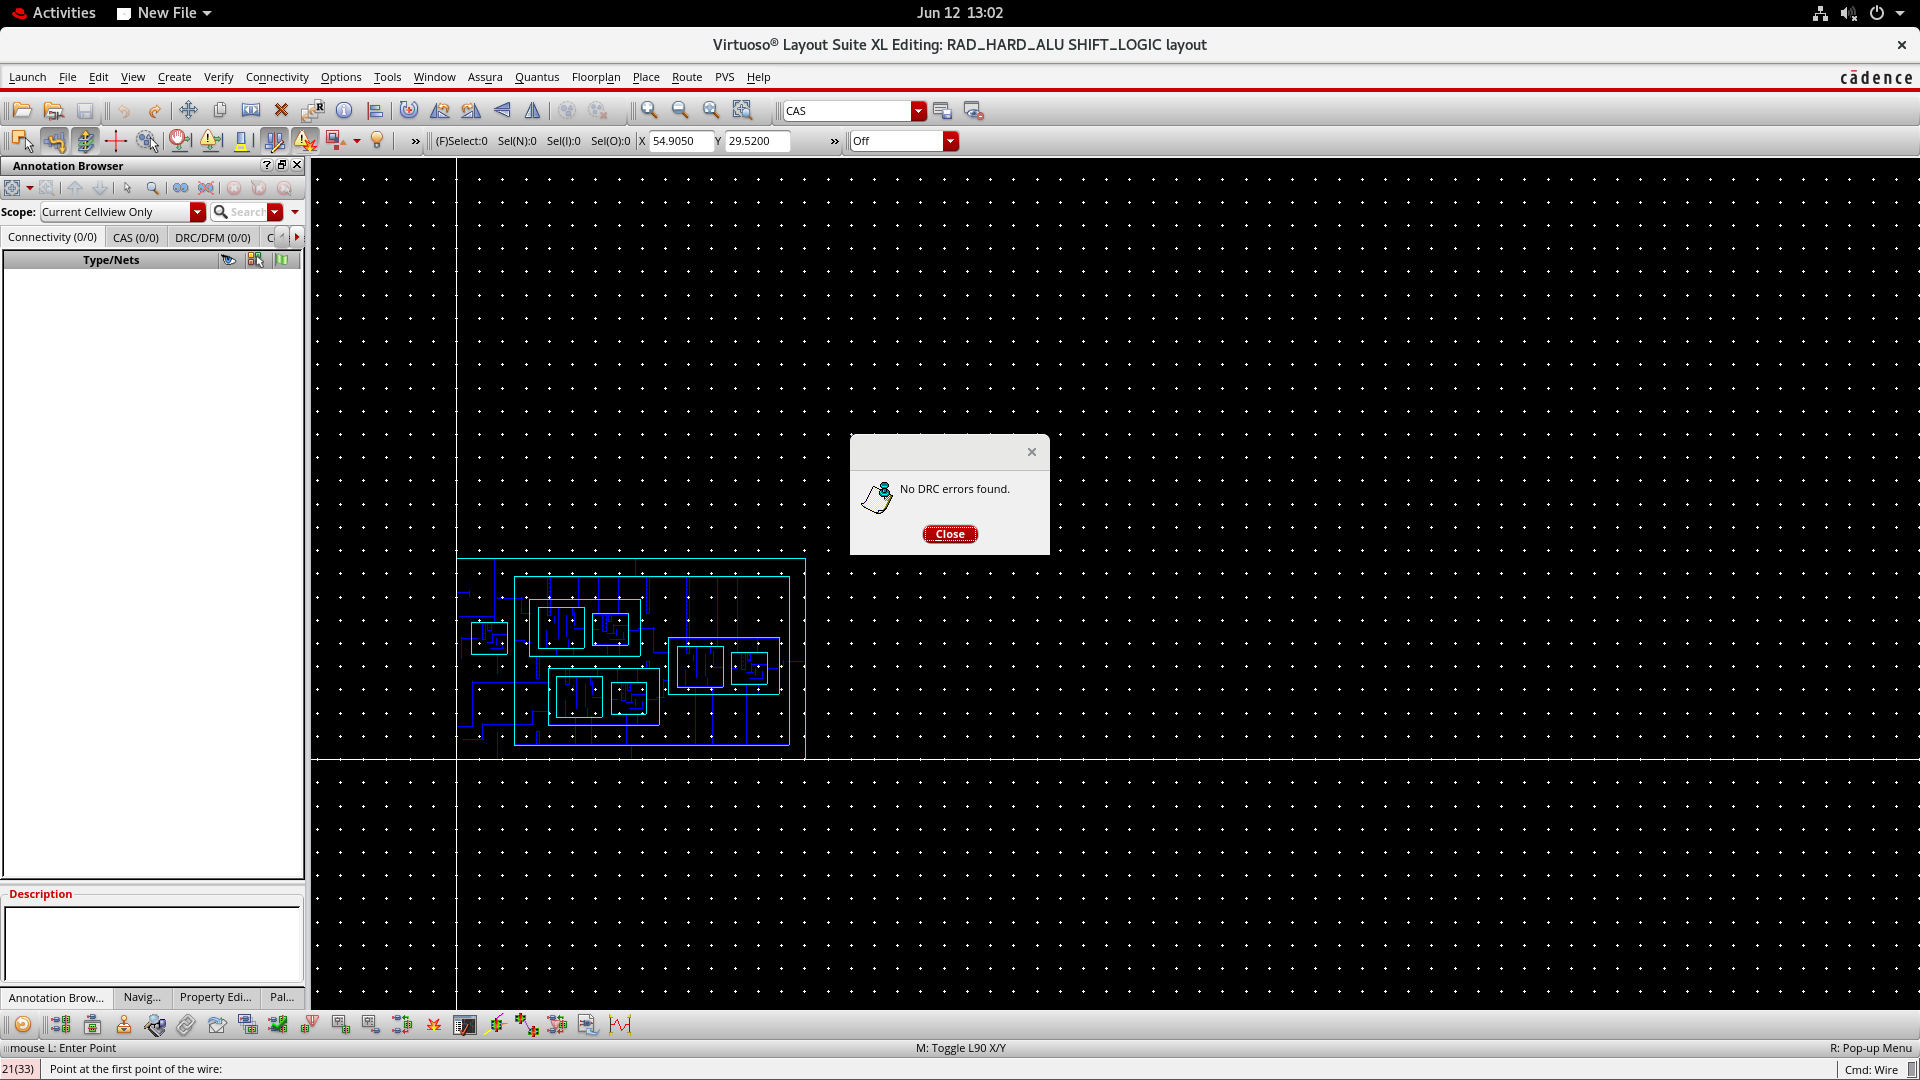 Activities New File Jun 12 13:02
Virtuoso® Layout Suite XL Editing: RAD_HARD_ALU SHIFT_LOGIC layout
Launch File Edit View Create Verify Connectivity Options Tools Window Assura Quantus Floorplan Place Route PVS Help cādence
CAS
» (F)Select:0 Sel(N):0 Sel(I):0 Sel(O):0 X 54.9050 Y 29.5200 » Off
Annotation Browser
Scope: Current Cellview Only Search
Connectivity (0/0) CAS (0/0) DRC/DFM (0/0) C
Type/Nets
No DRC errors found.
Close
Description
Annotation Brow... Navig... Property Edi... Pal...
mouse L: Enter Point M: Toggle L90 X/Y R: Pop-up Menu
21(33) Point at the first point of the wire: Cmd: Wire